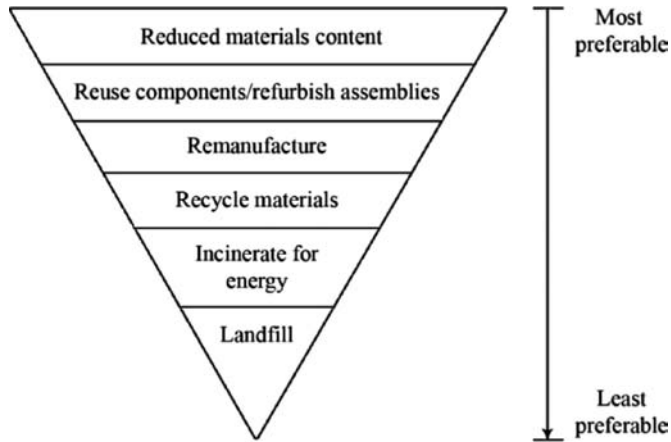 Reduced materials content
Reuse components/refurbish assemblies
Remanufacture
Recycle materials
Incinerate for
energy
Landfill
Most
preferable
Least
preferable